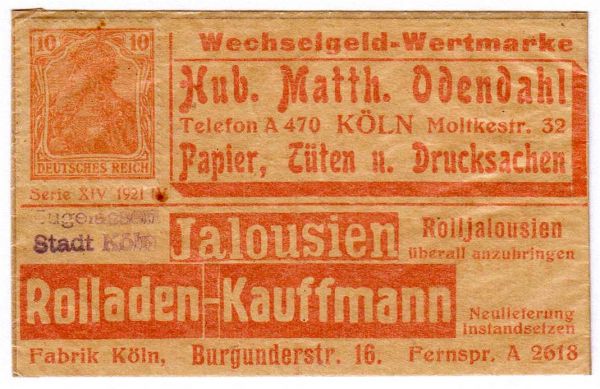 10 10
DEUTSCHES REICH
Serie XIV 1921
Wechselgeld-Wertmarke
Hub. Matth. Odendahl
Telefon A 470 KÖLN Moltkestr. 32
Papier, Tüten u. Drucksachen
Zugelassen
Stadt Köln
Jalousien
Rolljalousien
überall anzubringen
Rolladen-Kauffmann
Neulieferung
Instandsetzen
Fabrik Köln, Burgunderstr. 16. Fernspr. A 2618